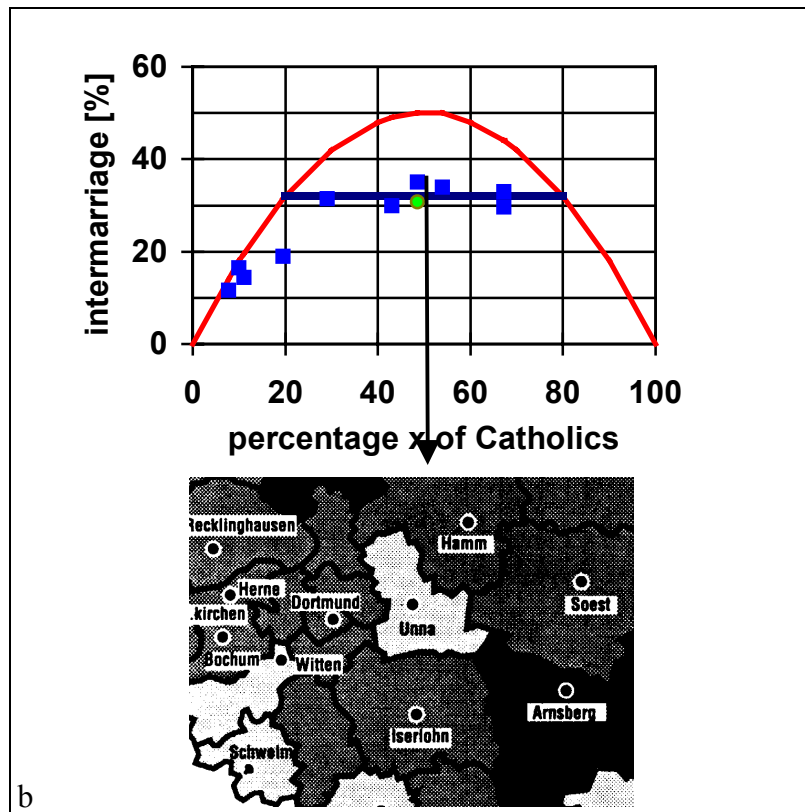 60
40
20
0
intermarriage [%]
0 20 40 60 80 100
percentage x of Catholics
Recklinghausen
Hamm
Herne
Dortmund
Soest
.kirchen
Unna
Bochum
Witten
Arnsberg
Iserlohn
Schwelm
b